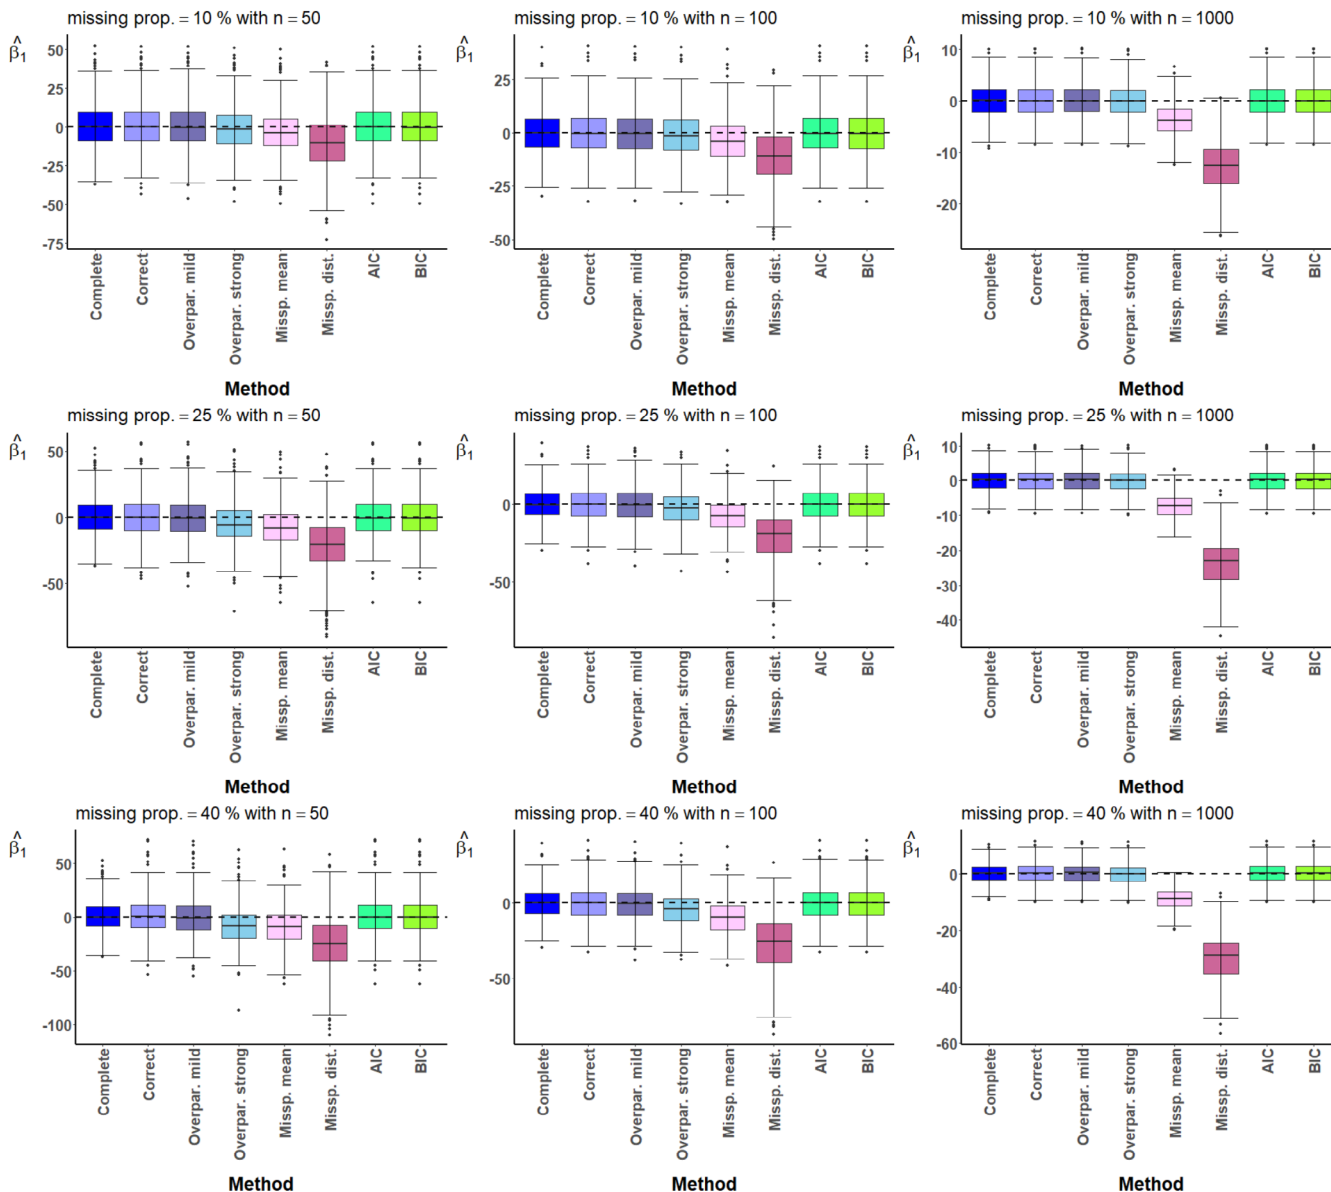 missing prop. = 10 % with n = 50
β̂1
50
25
0
-25
-50
-75
Complete
Correct
Overpar. mild
Overpar. strong
Missp. mean
Missp. dist.
AIC
BIC
Method
missing prop. = 10 % with n = 100
β̂1
25
0
-25
-50
Complete
Correct
Overpar. mild
Overpar. strong
Missp. mean
Missp. dist.
AIC
BIC
Method
missing prop. = 10 % with n = 1000
β̂1
10
0
-10
-20
Complete
Correct
Overpar. mild
Overpar. strong
Missp. mean
Missp. dist.
AIC
BIC
Method
missing prop. = 25 % with n = 50
β̂1
50
0
-50
Complete
Correct
Overpar. mild
Overpar. strong
Missp. mean
Missp. dist.
AIC
BIC
Method
missing prop. = 25 % with n = 100
β̂1
0
-50
Complete
Correct
Overpar. mild
Overpar. strong
Missp. mean
Missp. dist.
AIC
BIC
Method
missing prop. = 25 % with n = 1000
β̂1
10
0
-10
-20
-30
-40
Complete
Correct
Overpar. mild
Overpar. strong
Missp. mean
Missp. dist.
AIC
BIC
Method
missing prop. = 40 % with n = 50
β̂1
50
0
-50
-100
Complete
Correct
Overpar. mild
Overpar. strong
Missp. mean
Missp. dist.
AIC
BIC
Method
missing prop. = 40 % with n = 100
β̂1
0
-50
Complete
Correct
Overpar. mild
Overpar. strong
Missp. mean
Missp. dist.
AIC
BIC
Method
missing prop. = 40 % with n = 1000
β̂1
0
-20
-40
-60
Complete
Correct
Overpar. mild
Overpar. strong
Missp. mean
Missp. dist.
AIC
BIC
Method